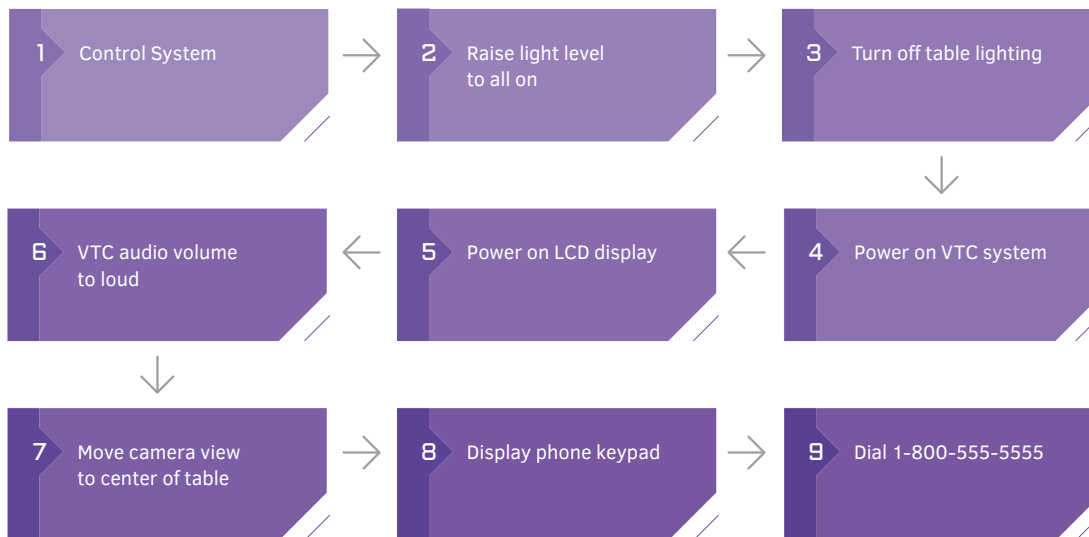 1 Control System
2 Raise light level
to all on
3 Turn off table lighting
4 Power on VTC system
5 Power on LCD display
6 VTC audio volume
to loud
7 Move camera view
to center of table
8 Display phone keypad
9 Dial 1-800-555-5555